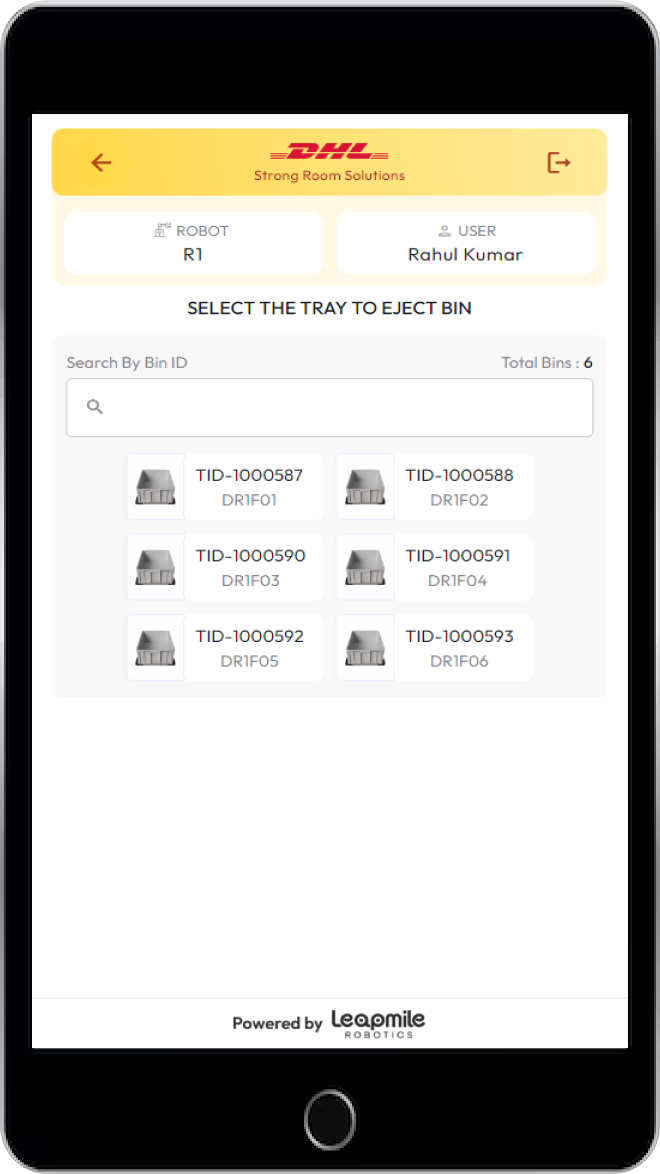 DHL
Strong Room Solutions
ROBOT
R1
USER
Rahul Kumar
SELECT THE TRAY TO EJECT BIN
Search By Bin ID
Total Bins : 6
TID-1000587
DR1F01
TID-1000588
DR1F02
TID-1000590
DR1F03
TID-1000591
DR1F04
TID-1000592
DR1F05
TID-1000593
DR1F06
Powered by Leapmile
ROBOTICS